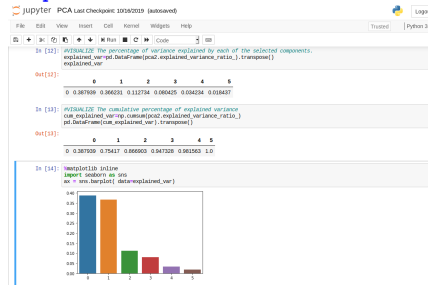 jupyter PCA Last Checkpoint: 10/16/2019 (autosaved)
Logo
File Edit View Insert Cell Kernel Widgets Help
Trusted Python 3
Run Code
In [12]: #VISUALIZE The percentage of variance explained by each of the selected components.
explained_var=pd.DataFrame(pca2.explained_variance_ratio_).transpose()
explained_var
Out[12]:
0 1 2 3 4 5
0 0.387939 0.366231 0.112734 0.080425 0.034234 0.018437
In [13]: #VISUALIZE The cumulative percentage of explained variance
cum_explained_var=np.cumsum(pca2.explained_variance_ratio_)
pd.DataFrame(cum_explained_var).transpose()
Out[13]:
0 1 2 3 4 5
0 0.387939 0.75417 0.866903 0.947328 0.981563 1.0
In [14]: %matplotlib inline
import seaborn as sns
ax = sns.barplot( data=explained_var)
0.40
0.35
0.30
0.25
0.20
0.15
0.10
0.05
0.00
0 1 2 3 4 5